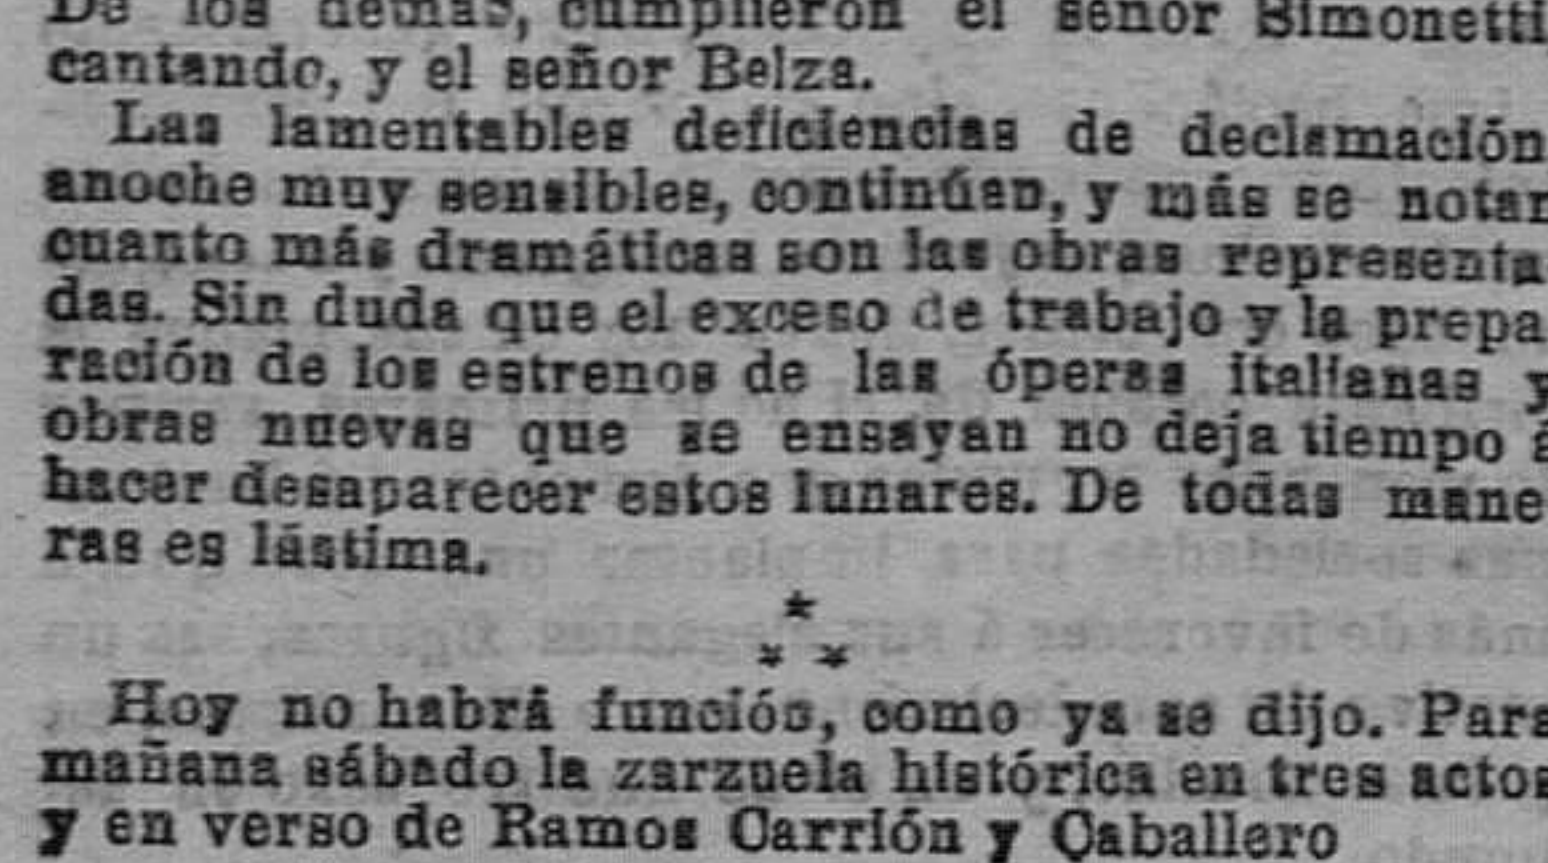 De los demás, cumplieron el señor Simonetti
cantando, y el señor Belza.
Las lamentables deficiencias de declamación
anoche muy sensibles, continúan, y más se notan
cuanto más dramáticas son las obras representa
das. Sin duda que el exceso de trabajo y la prepa
ración de los estrenos de las óperas italianas y
obras nuevas que se ensayan no deja tiempo á
hacer desaparecer estos lunares. De todas mane
ras es lástima.
*
* *
Hoy no habrá función, como ya se dijo. Para
mañana sábado la zarzuela histórica en tres actos
y en verso de Ramos Carrión y Caballero